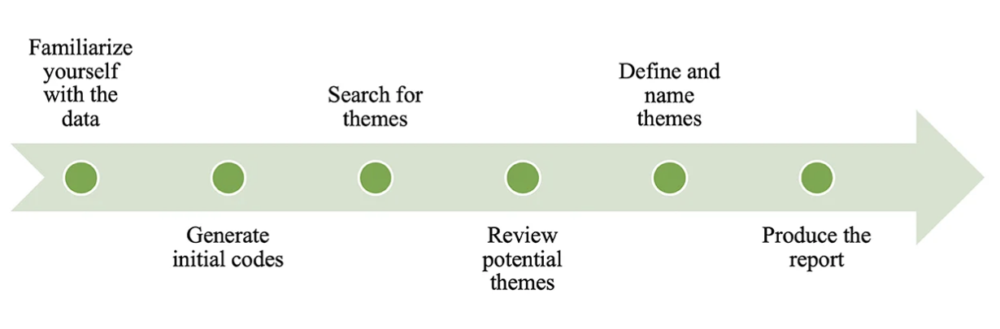 Familiarize
yourself
with the
data
Generate
initial codes
Search for
themes
Review
potential
themes
Define and
name
themes
Produce the
report